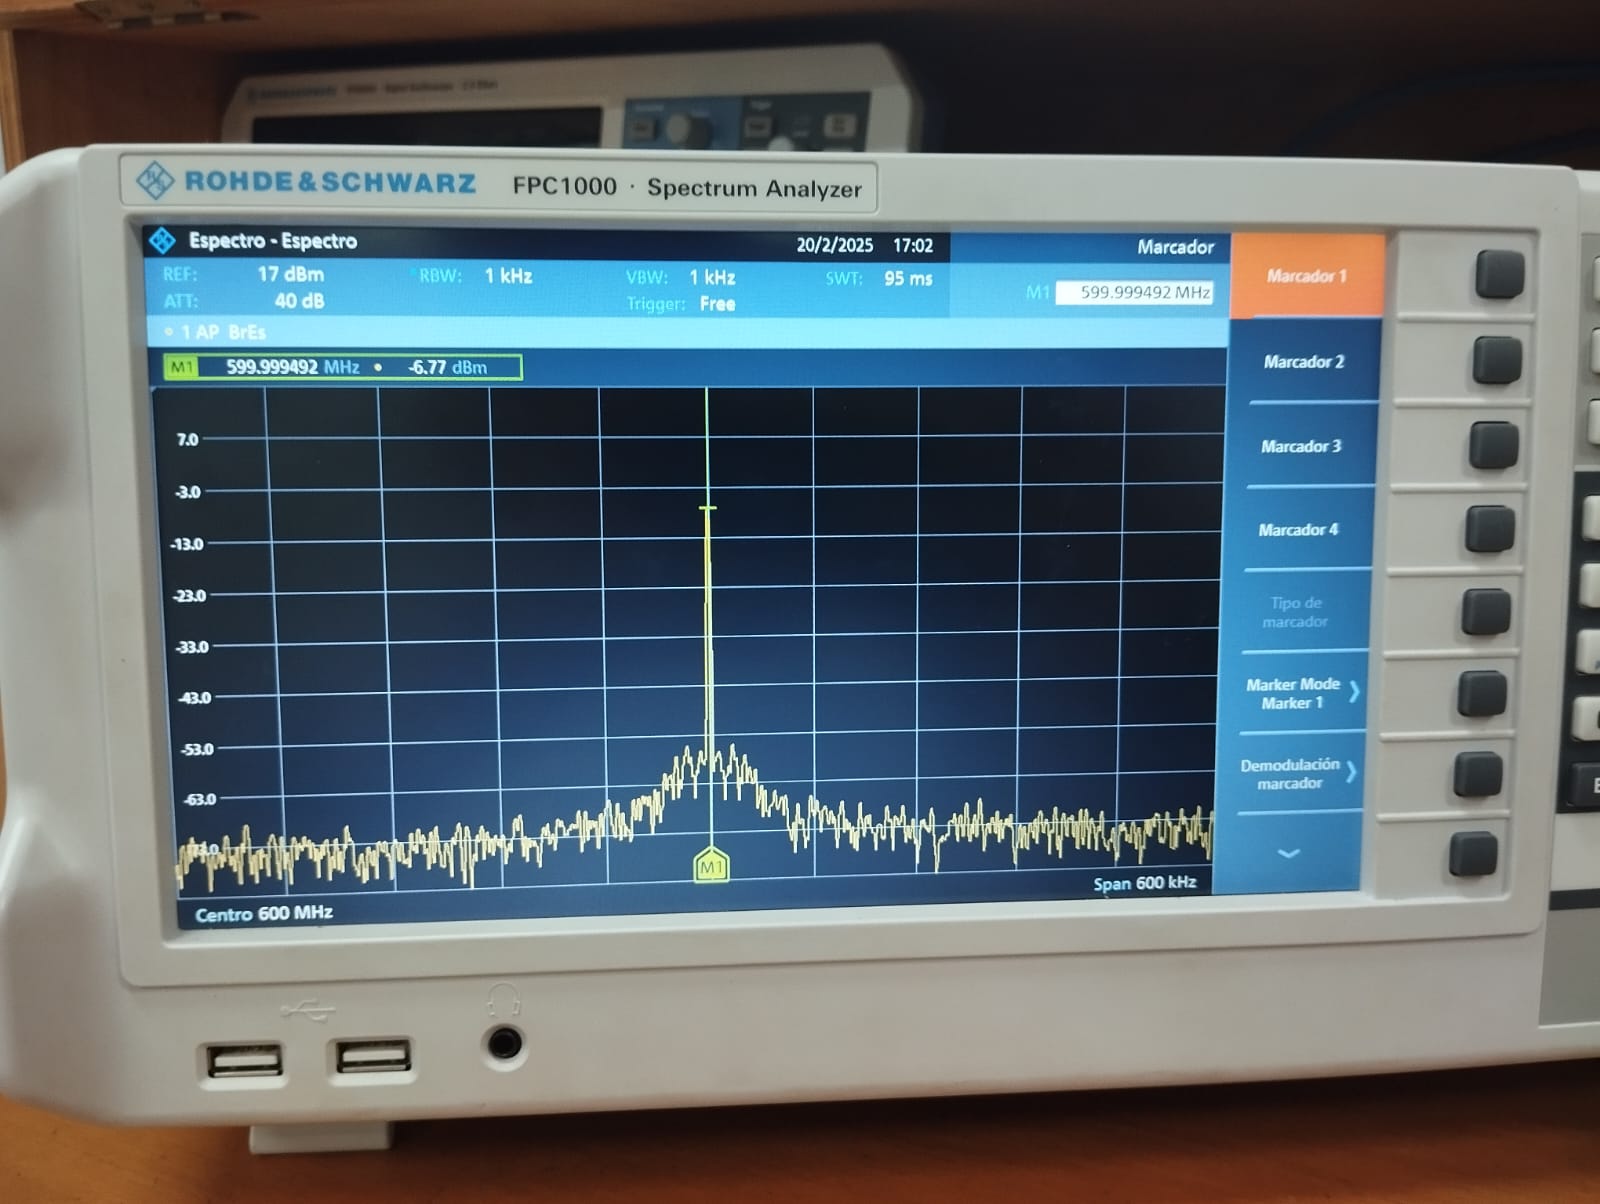 ROHDE&SCHWARZ FPC1000 · Spectrum Analyzer
Espectro - Espectro 20/2/2025 17:02 Marcador
REF: 17 dBm RBW: 1 kHz VBW: 1 kHz SWT: 95 ms
ATT: 40 dB Trigger: Free
M1 599.999492 MHz
1 AP BrEs
M1 599.999492 MHz • -6.77 dBm
7.0
-3.0
-13.0
-23.0
-33.0
-43.0
-53.0
-63.0
M1
Centro 600 MHz Span 600 kHz
Marcador 1
Marcador 2
Marcador 3
Marcador 4
Tipo de
marcador
Marker Mode
Marker 1
Demodulación
marcador